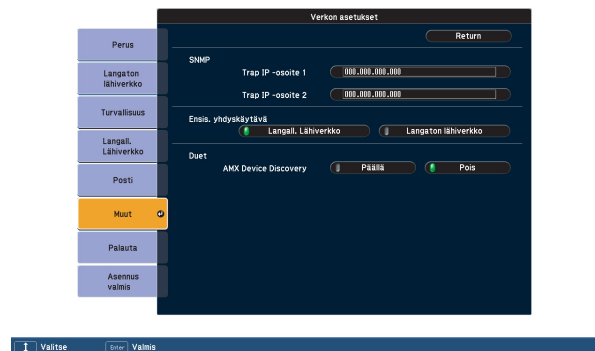 Verkon asetukset
Return
Perus
Langaton
lähiverkko
Turvallisuus
Langall.
Lähiverkko
Posti
Muut
Palauta
Asennus
valmis
SNMP
Trap IP -osoite 1 000.000.000.000
Trap IP -osoite 2 000.000.000.000
Ensis. yhdyskäytävä
Langall. Lähiverkko Langaton lähiverkko
Duet
AMX Device Discovery Päällä Pois
Valitse Enter Valmis